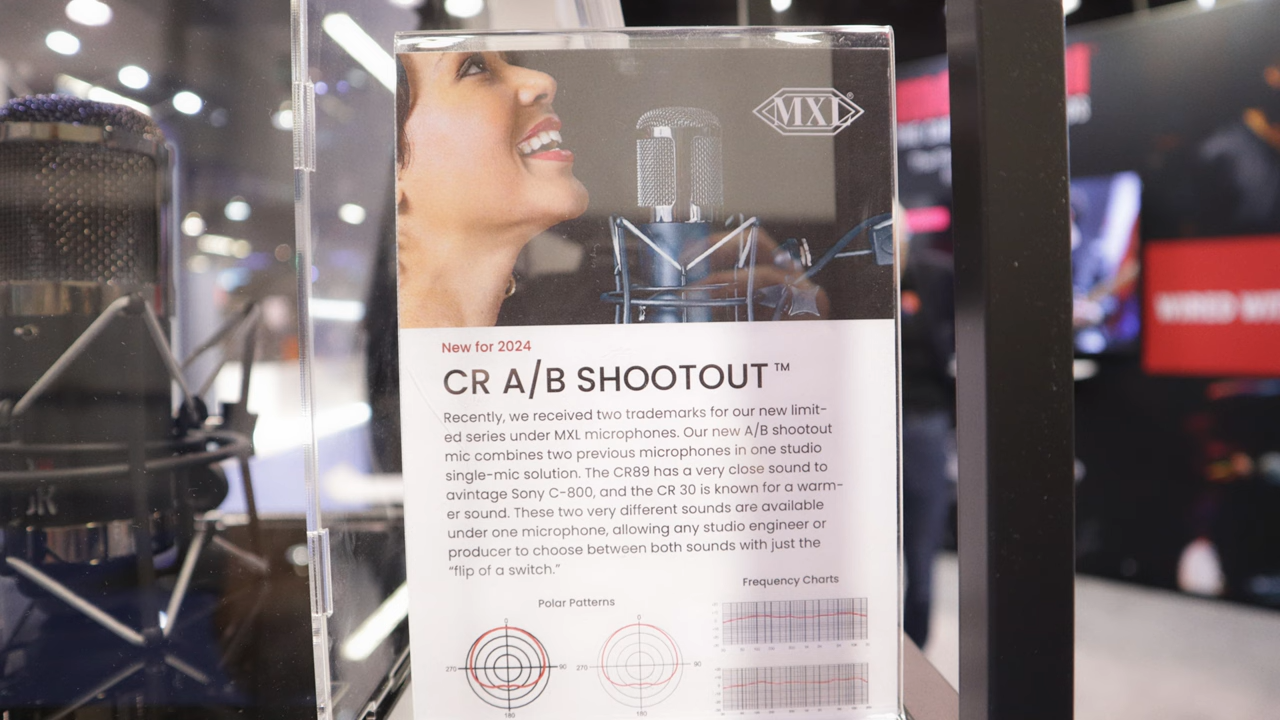 MXL®
New for 2024
CR A/B SHOOTOUT™
Recently, we received two trademarks for our new limit-
ed series under MXL microphones. Our new A/B shootout
mic combines two previous microphones in one studio
single-mic solution. The CR89 has a very close sound to
avintage Sony C-800, and the CR 30 is known for a warm-
er sound. These two very different sounds are available
under one microphone, allowing any studio engineer or
producer to choose between both sounds with just the
“flip of a switch.”
Polar Patterns
Frequency Charts
0
270
90
180
0
270
90
180
WIRED WIT